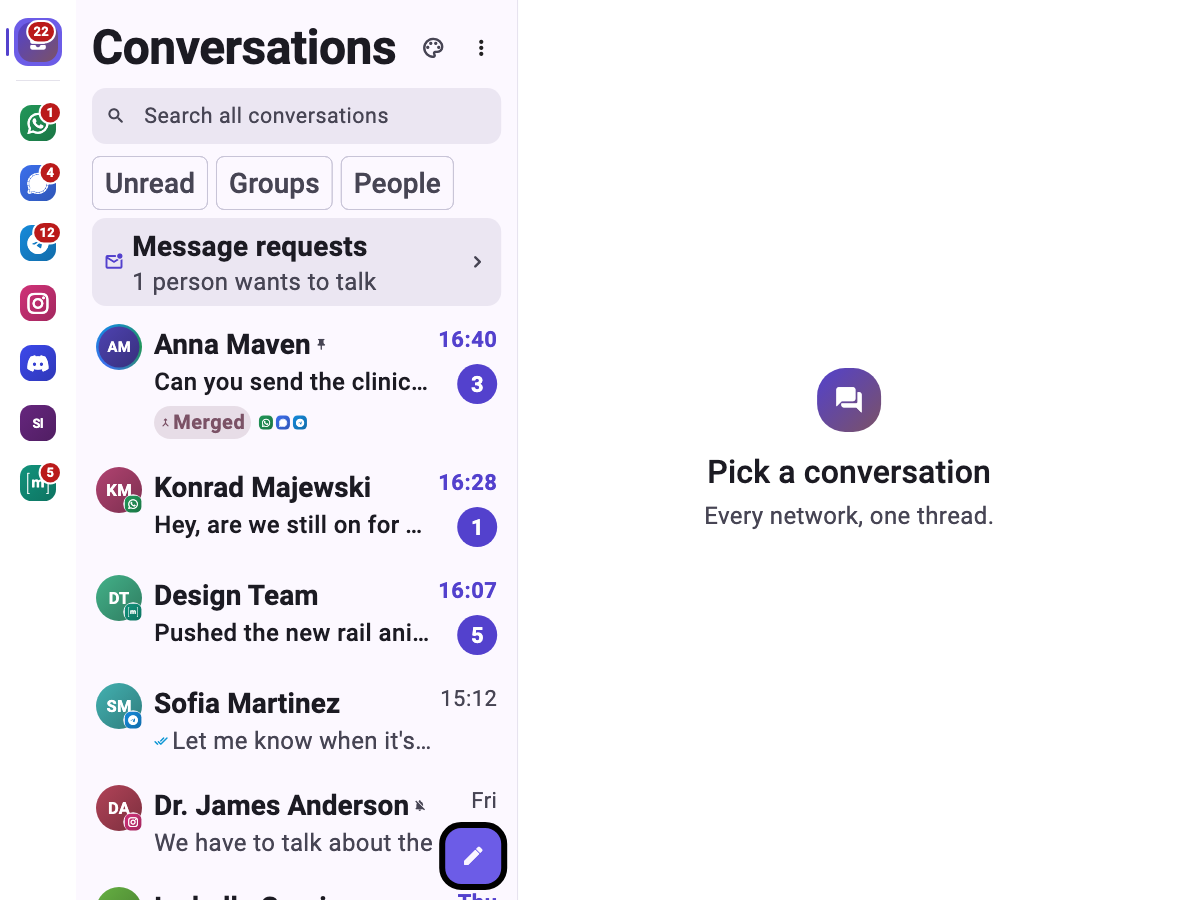 22
Conversations
Search all conversations
Unread Groups People
Message requests
1 person wants to talk
1
4
12
SI
[m]
5
AM
Anna Maven
16:40
Can you send the clinic...
3
Merged
KM
Konrad Majewski
16:28
Hey, are we still on for ...
1
DT
[m]
Design Team
16:07
Pushed the new rail ani...
5
SM
Sofia Martinez
15:12
Let me know when it's...
DA
Dr. James Anderson
Fri
We have to talk about the
Pick a conversation
Every network, one thread.